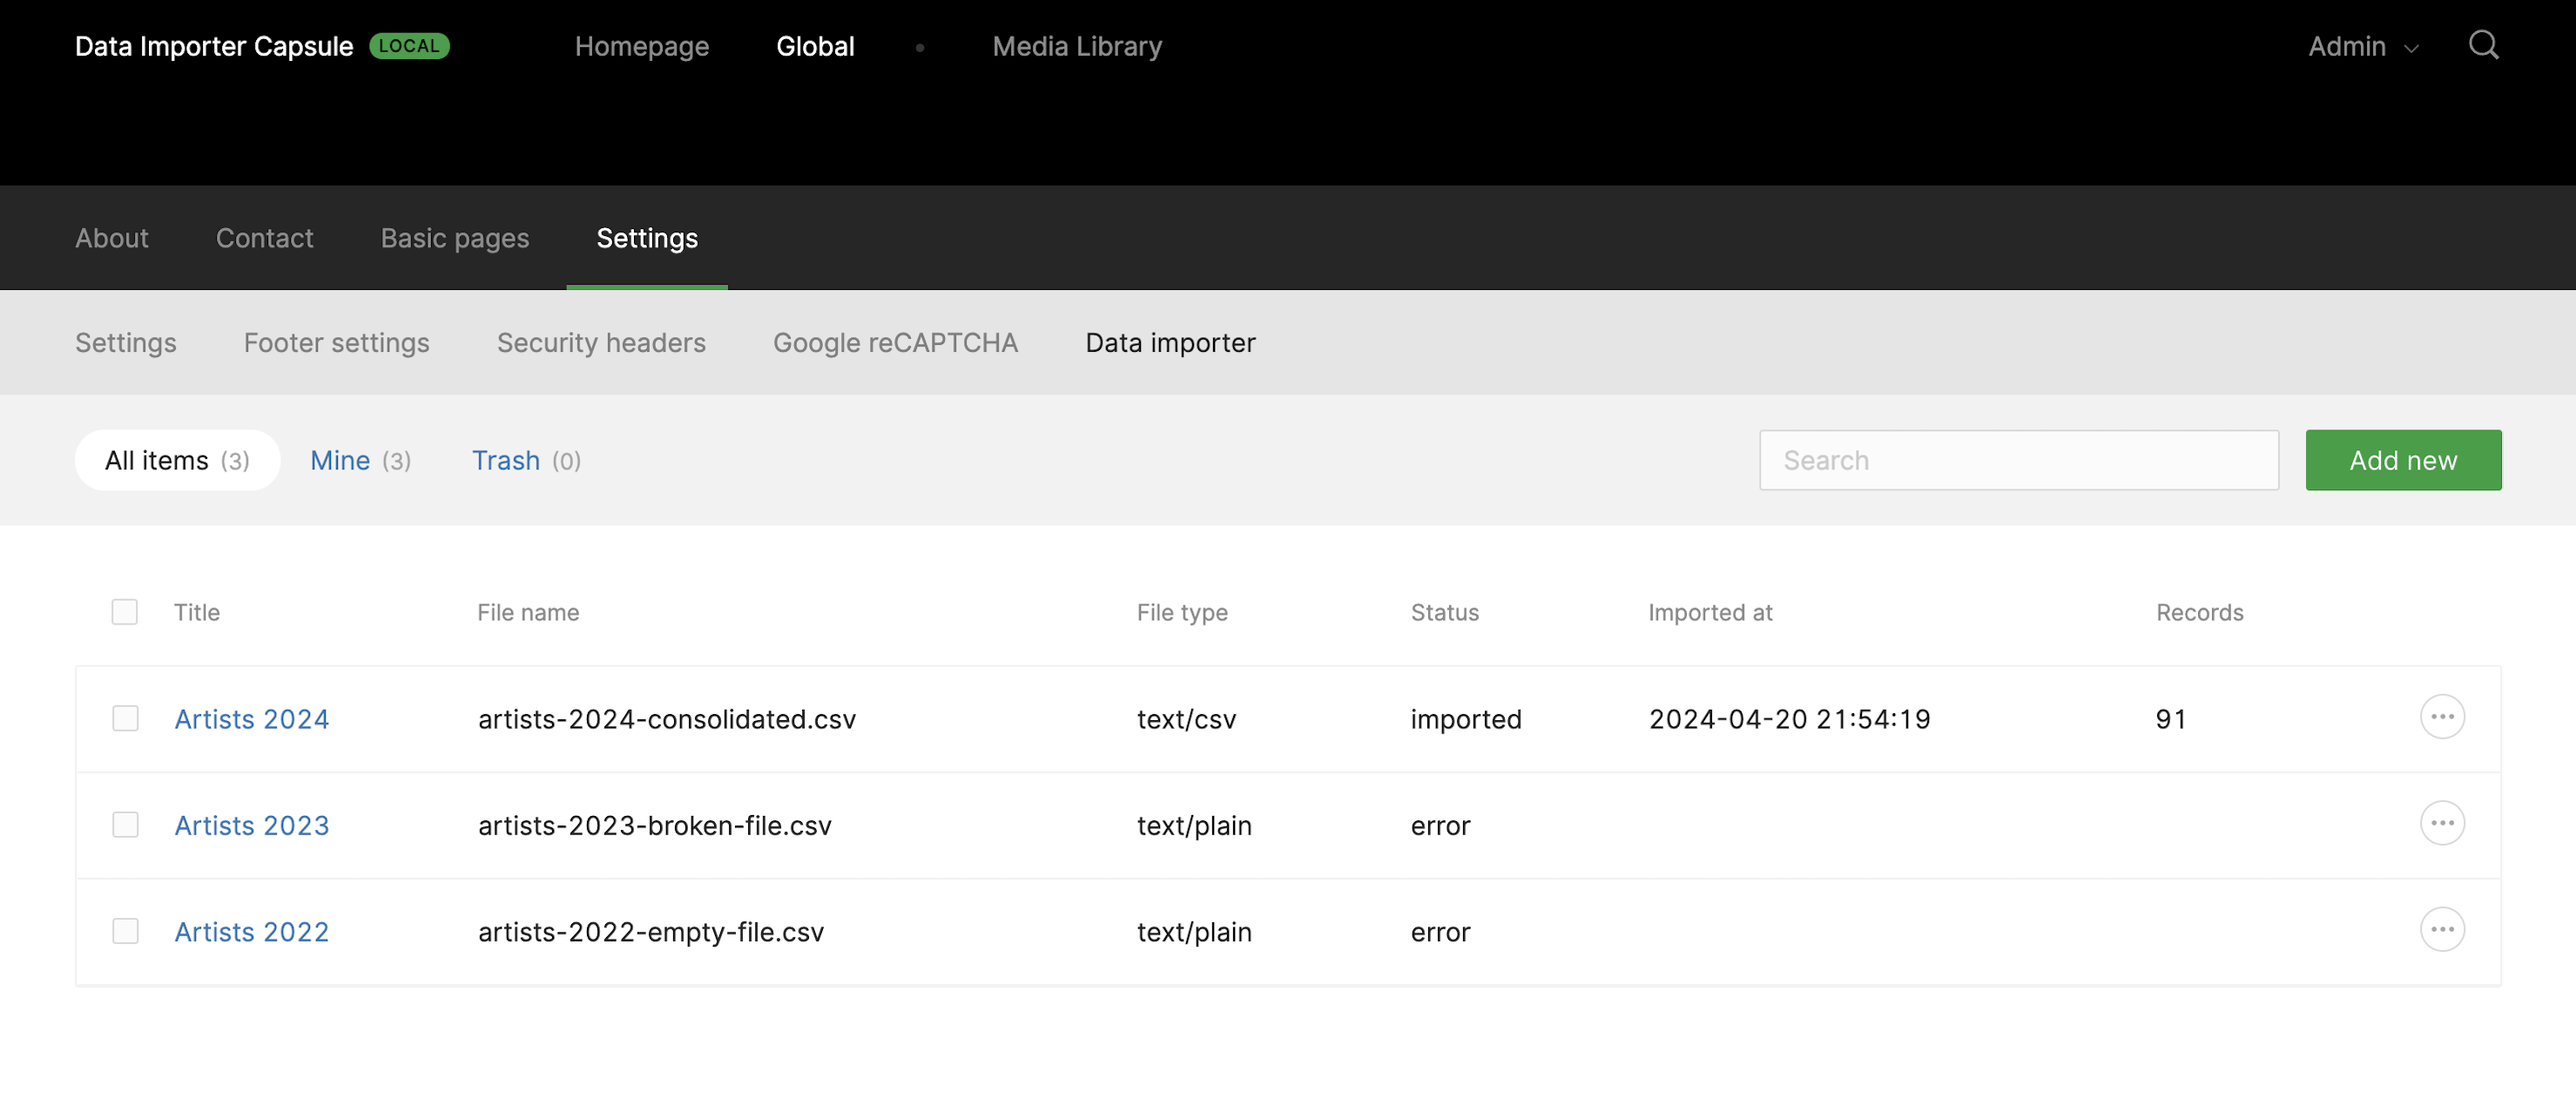 Data Importer Capsule LOCAL Homepage Global Media Library Admin
About Contact Basic pages Settings
Settings Footer settings Security headers Google reCAPTCHA Data importer
All items (3) Mine (3) Trash (0) Search Add new
Title File name File type Status Imported at Records
Artists 2024 artists-2024-consolidated.csv text/csv imported 2024-04-20 21:54:19 91
Artists 2023 artists-2023-broken-file.csv text/plain error
Artists 2022 artists-2022-empty-file.csv text/plain error